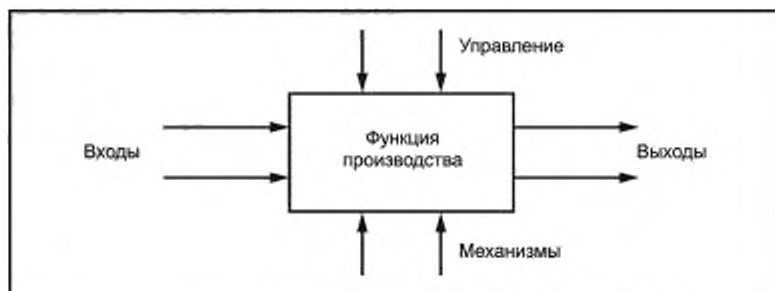 Управление
Входы
Функция
производства
Выходы
Механизмы